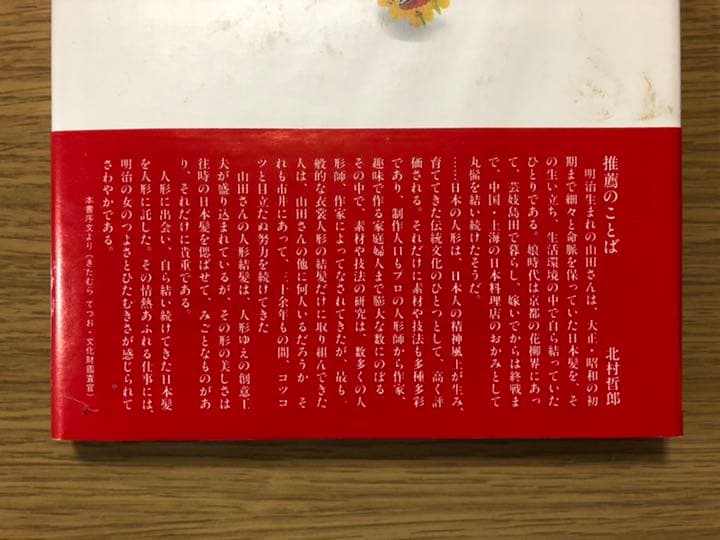 推薦のことば　北村哲郎
明治生まれの山田さんは、大正、昭和の初
期まで細々と命脈を保っていた日本髪を、そ
の生い立ち、生活環境の中で自ら結っていた
ひとりである。娘時代は京都の花柳界にあっ
て、芸妓島田で暮らし、嫁いでからは終戦ま
で、中国・上海の日本料理店のおかみとして
丸髷を結い続けたそうだ。
……日本の人形は、日本人の精神風土が生み、
育ててきた伝統文化のひとつとして、高く評
価される。それだけに素材や技法も多種多彩
であり、制作人口もプロの人形師から作家、
趣味で作る家庭婦人まで膨大な数にのぼる
その中で、素材や技法の研究は、数多くの人
形師、作家によってなされてきたが、最も一
般的な衣裳人形の結髪だけに取り組んできた
人は、山田さんの他に何人いるだろうか　そ
れも市井にあって、三十余年もの間、コツコ
ツと目立たぬ努力を続けてきた
山田さんの人形結髪は、人形ゆえの創意工
夫が盛り込まれているが、その形の美しさは
往時の日本髪を偲ばせて、みごとなものがあ
り、それだけに貴重である。
人形に出会い、自ら結い続けてきた日本髪
を人形に託した。その情熱あふれる仕事には、
明治の女のつよさとひたむきさが感じられて
さわやかである。
本書序文より（きたむら てつお・文化財鑑査官）